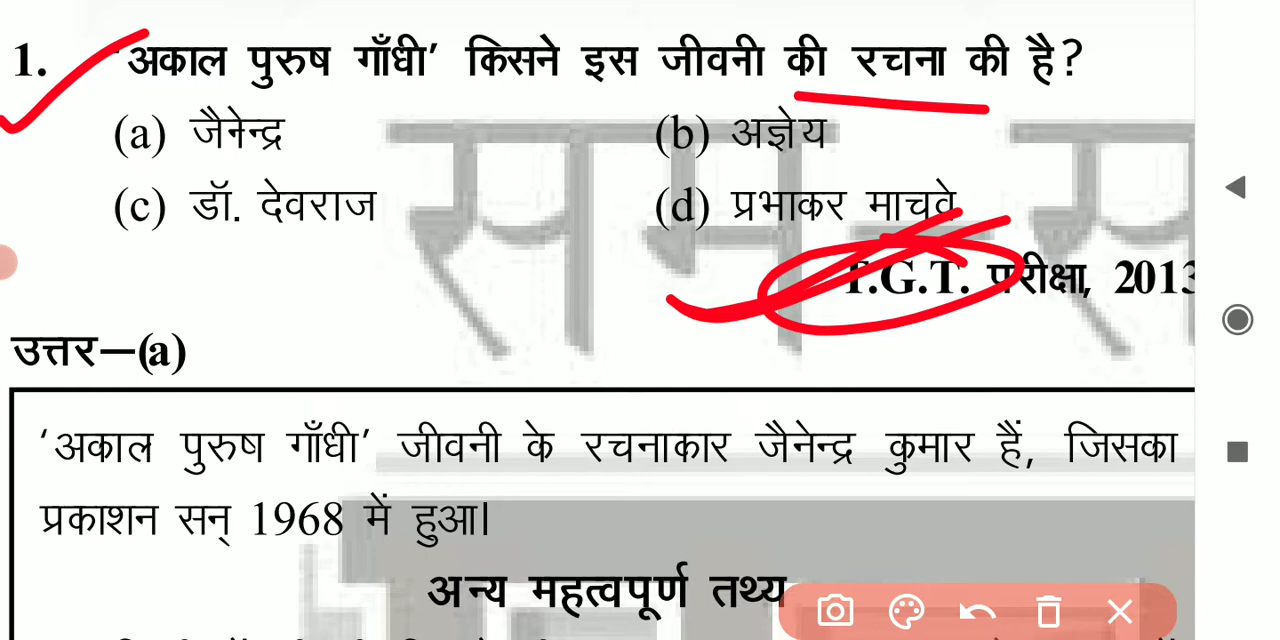 1. 'अकाल पुरुष गाँधी' किसने इस जीवनी की रचना की है?
(a) जैनेन्द्र (b) अज्ञेय
(c) डॉ. देवराज (d) प्रभाकर माचवे
T.G.T. परीक्षा, 2013
उत्तर—(a)
'अकाल पुरुष गाँधी' जीवनी के रचनाकार जैनेन्द्र कुमार हैं, जिसका
प्रकाशन सन् 1968 में हुआ।
अन्य महत्वपूर्ण तथ्य